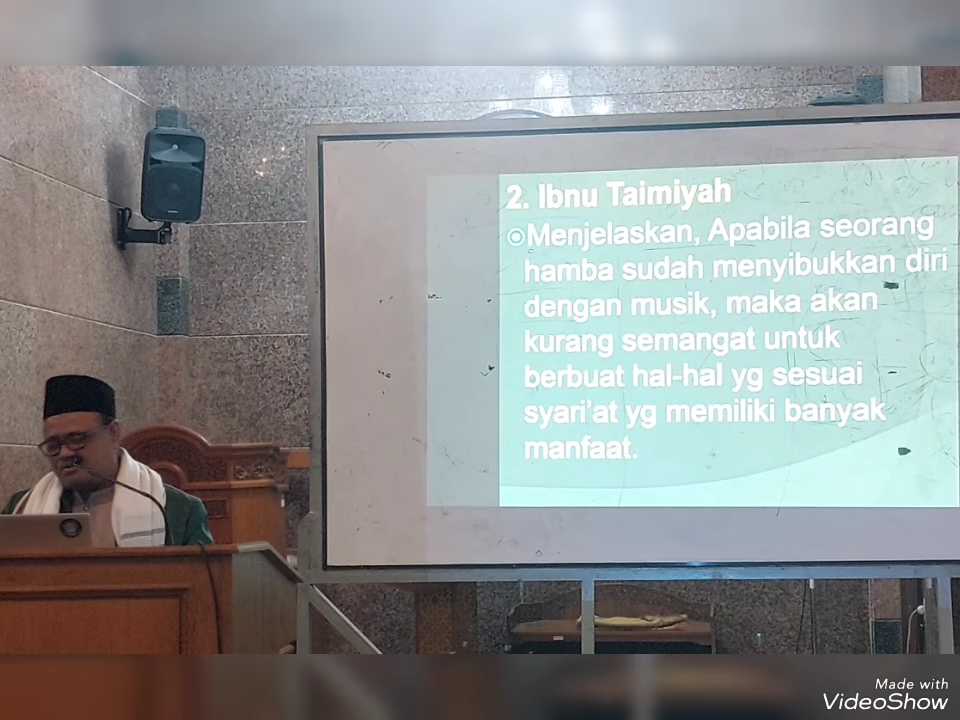 2. Ibnu Taimiyah
Menjelaskan, Apabila seorang
hamba sudah menyibukkan diri
dengan musik, maka akan
kurang semangat untuk
berbuat hal-hal yg sesuai
syari'at yg memiliki banyak
manfaat.
Made with
VideoShow